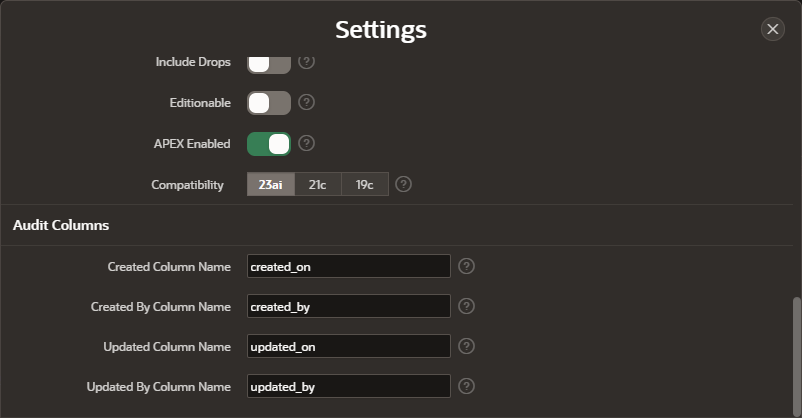 Settings
Include Drops ?
Editionable ?
APEX Enabled ?
Compatibility 23ai 21c 19c ?
Audit Columns
Created Column Name created_on ?
Created By Column Name created_by ?
Updated Column Name updated_on ?
Updated By Column Name updated_by ?